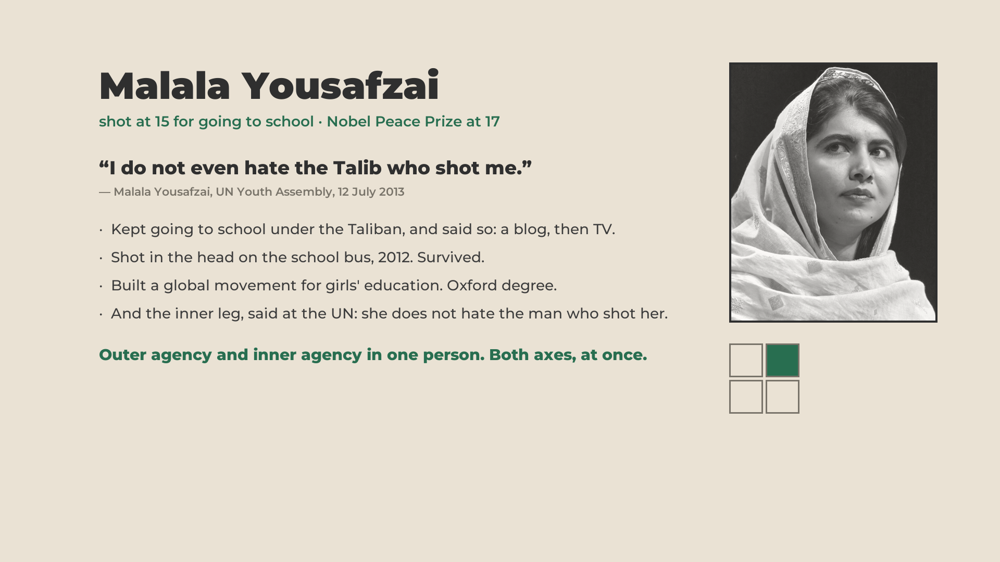 Malala Yousafzai
shot at 15 for going to school · Nobel Peace Prize at 17
“I do not even hate the Talib who shot me.”
— Malala Yousafzai, UN Youth Assembly, 12 July 2013
· Kept going to school under the Taliban, and said so: a blog, then TV.
· Shot in the head on the school bus, 2012. Survived.
· Built a global movement for girls' education. Oxford degree.
· And the inner leg, said at the UN: she does not hate the man who shot her.
Outer agency and inner agency in one person. Both axes, at once.